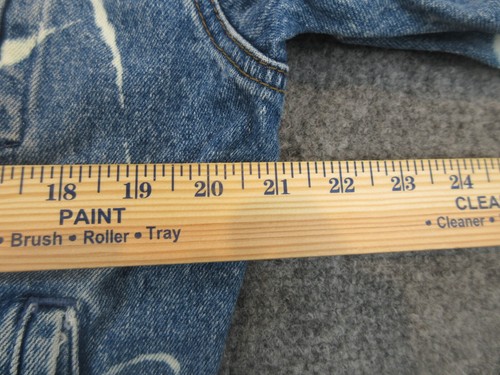 18 19 20 21 22 23 24
PAINT CLEA
• Brush • Roller • Tray • Cleaner •